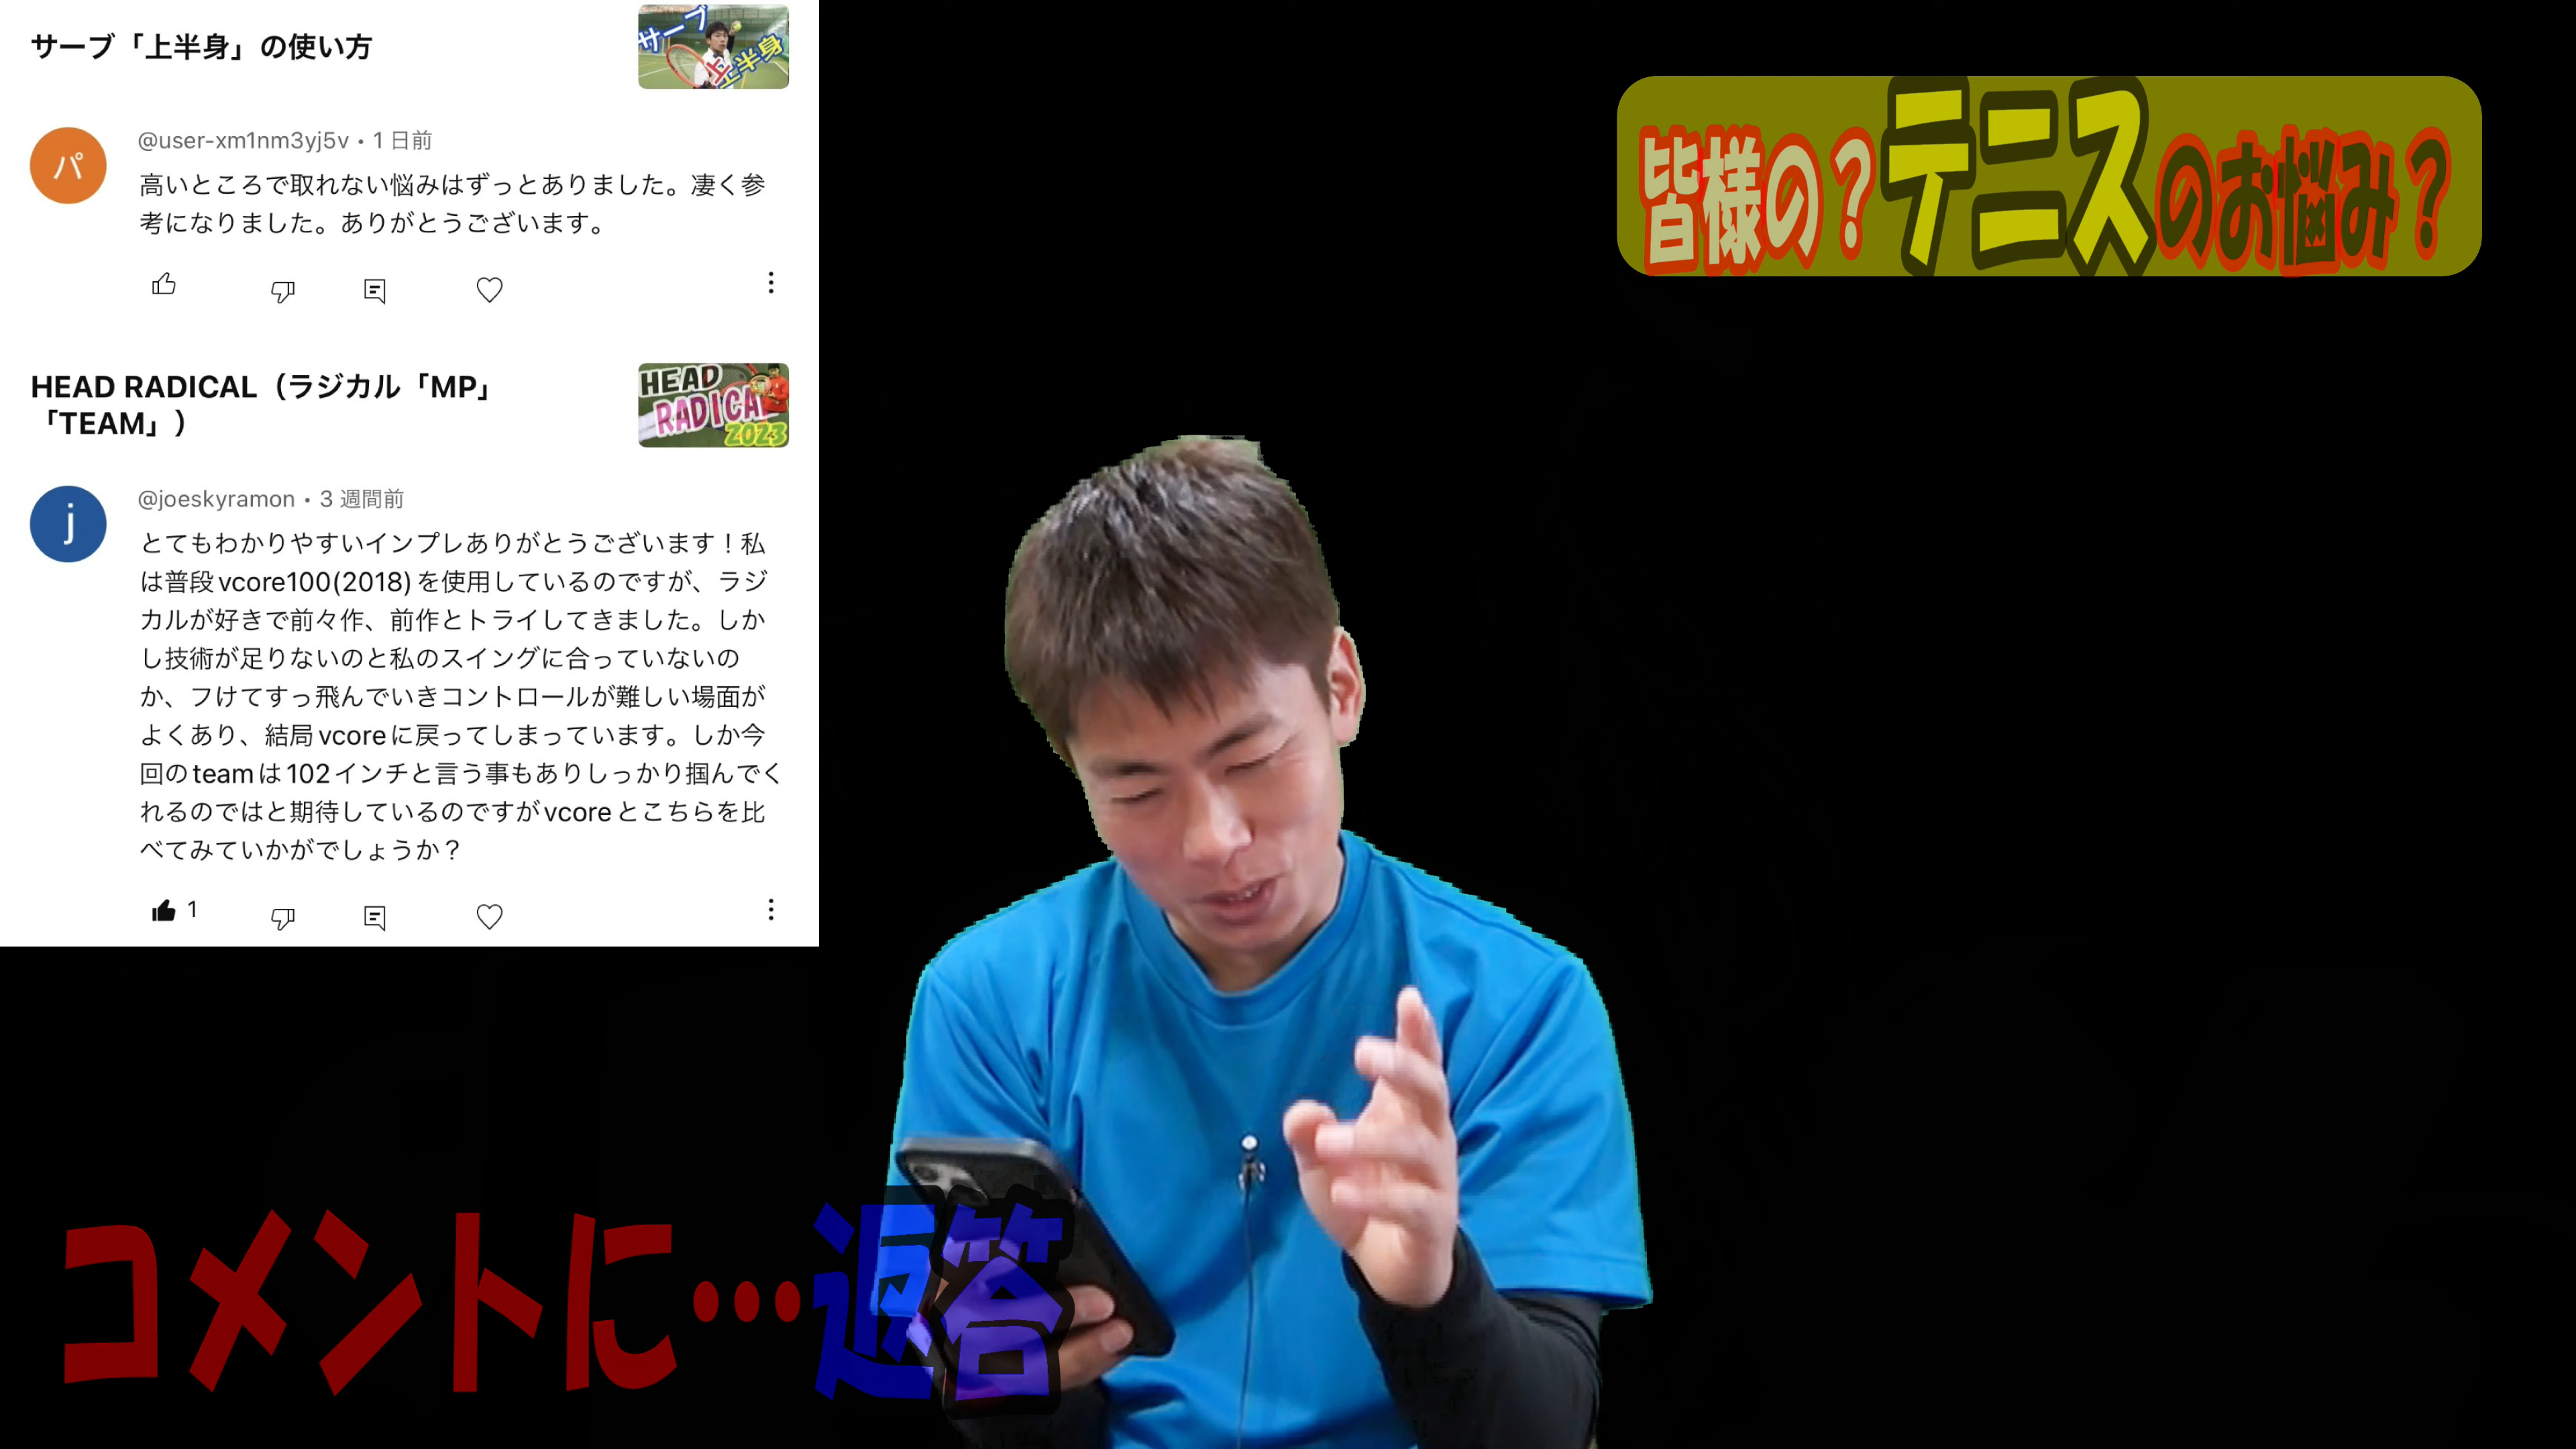 サーブ「上半身」の使い方
サーブ
上半身
パ
@user-xm1nm3yj5v • 1 日前
高いところで取れない悩みはずっとありました。凄く参
考になりました。ありがとうございます。
HEAD RADICAL（ラジカル「MP」
「TEAM」）
HEAD
RADICAL
2023
j
@joeskyramon • 3 週間前
とてもわかりやすいインプレありがとうございます！私
は普段vcore100(2018)を使用しているのですが、ラジ
カルが好きで前々作、前作とトライしてきました。しか
し技術が足りないのと私のスイングに合っていないの
か、フけてすっ飛んでいきコントロールが難しい場面が
よくあり、結局vcoreに戻ってしまっています。しか今
回のteamは102インチと言う事もありしっかり掴んでく
れるのではと期待しているのですがvcoreとこちらを比
べてみていかがでしょうか？
1
皆様の？テニスのお悩み？
コメントに…返答